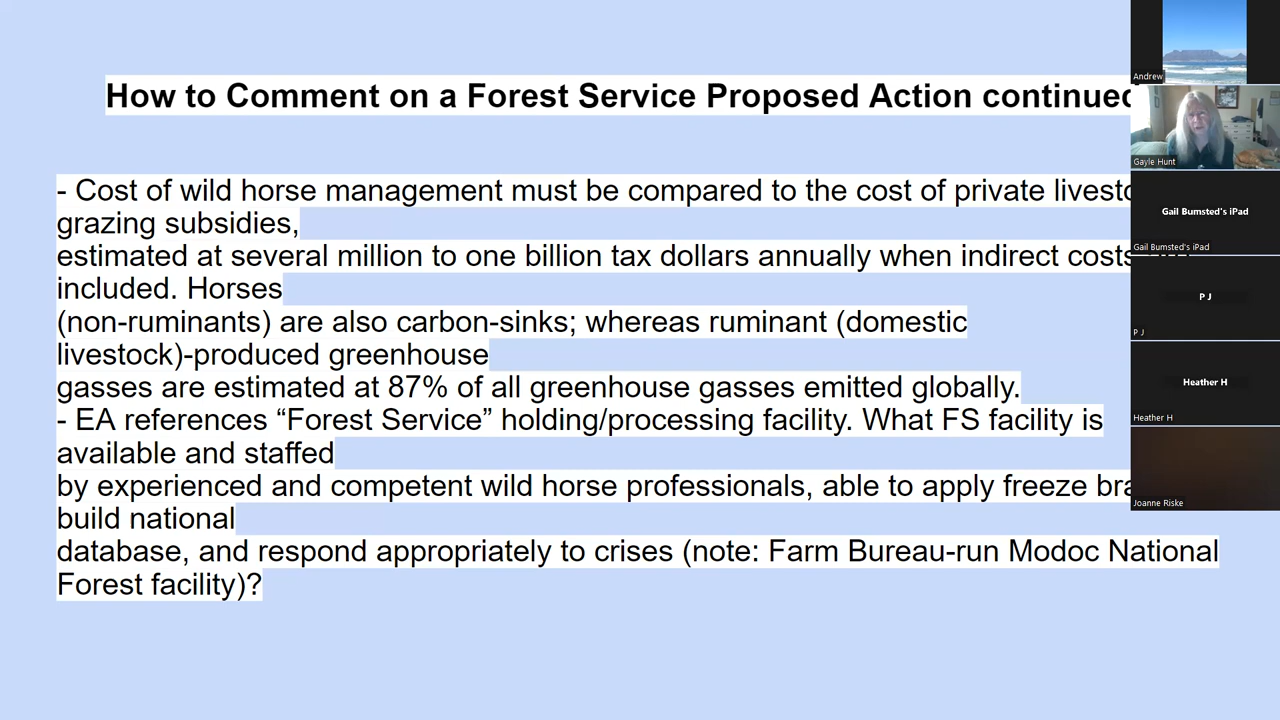 How to Comment on a Forest Service Proposed Action continued
- Cost of wild horse management must be compared to the cost of private
grazing subsidies,
estimated at several million to one billion tax dollars annually when indirect costs
included. Horses
(non-ruminants) are also carbon-sinks; whereas ruminant (domestic
livestock)-produced greenhouse
gasses are estimated at 87% of all greenhouse gasses emitted globally.
- EA references “Forest Service” holding/processing facility. What FS facility is
available and staffed
by experienced and competent wild horse professionals, able to apply freeze
build national
database, and respond appropriately to crises (note: Farm Bureau-run Modoc National
Forest facility)?
Andrew
Gayle Hunt
Gail Bumsted's iPad
Gail Bumsted's iPad
P J
P J
Heather H
Heather H
Joanne Riske